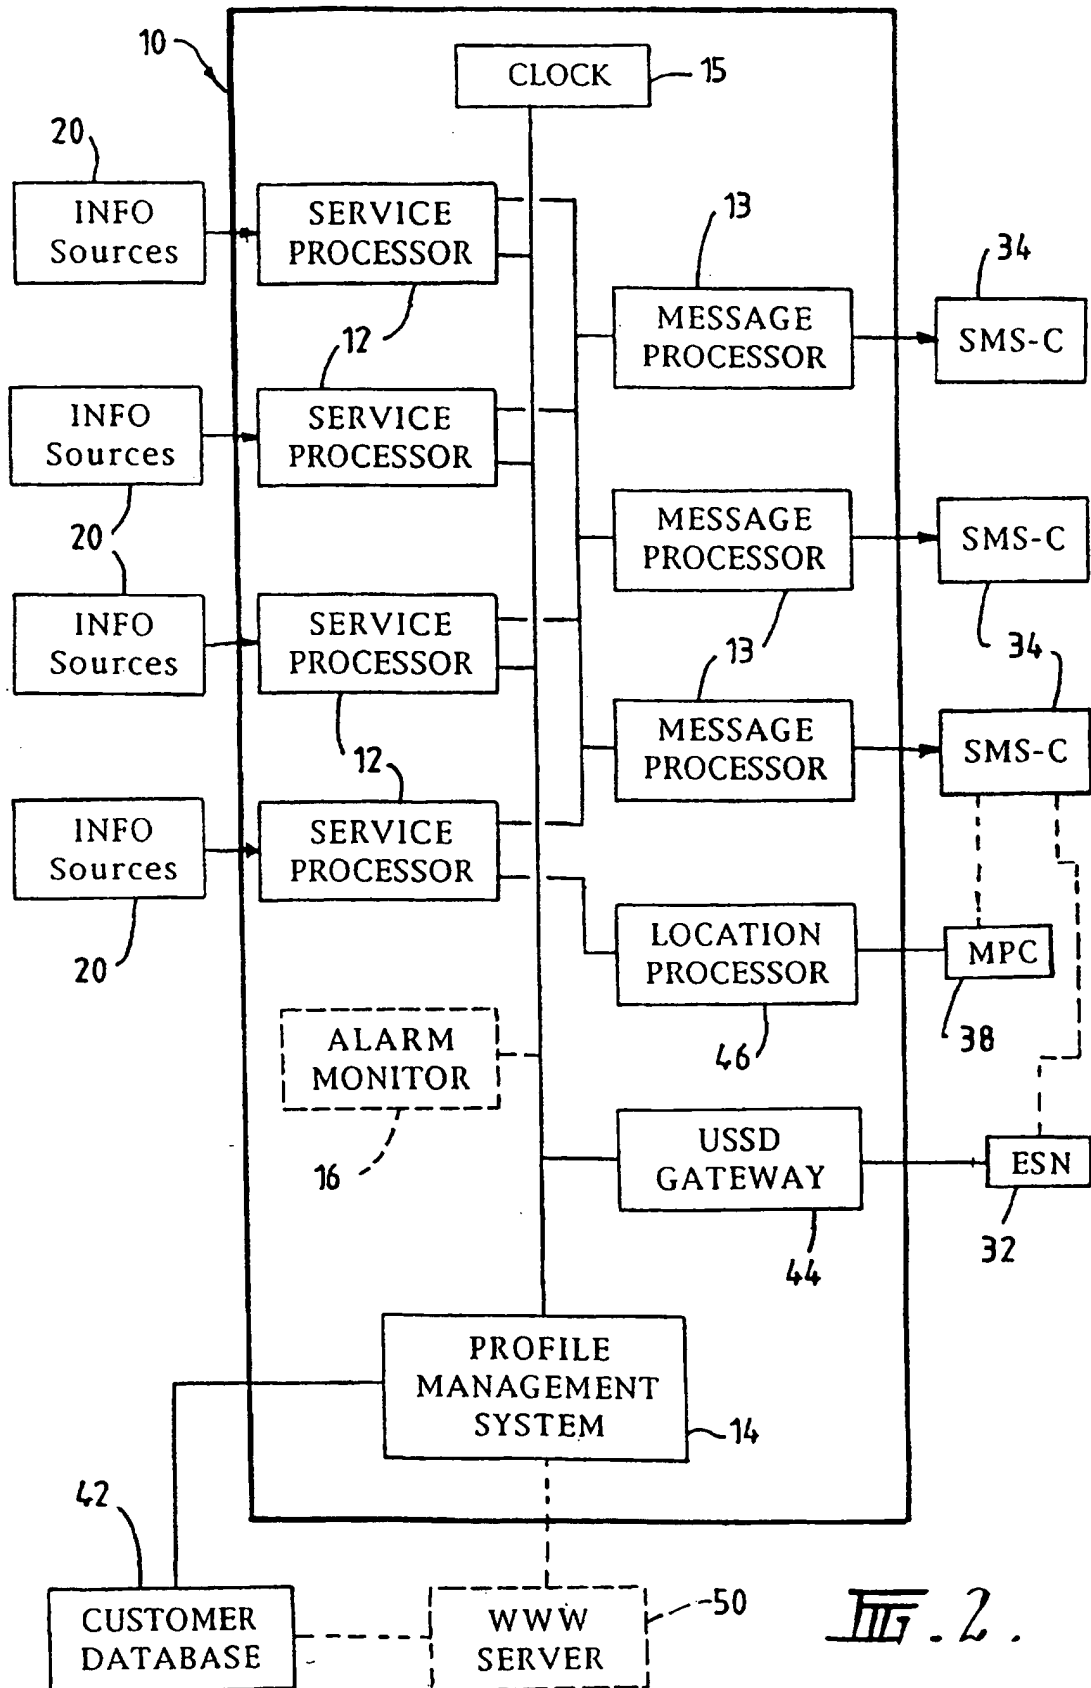 10
CLOCK
15
20
INFO
Sources
SERVICE
PROCESSOR
13
34
MESSAGE
PROCESSOR
SMS-C
12
INFO
Sources
SERVICE
PROCESSOR
MESSAGE
PROCESSOR
SMS-C
20
INFO
Sources
SERVICE
PROCESSOR
13
34
MESSAGE
PROCESSOR
SMS-C
12
INFO
Sources
SERVICE
PROCESSOR
20
LOCATION
PROCESSOR
MPC
46
38
ALARM
MONITOR
16
USSD
GATEWAY
ESN
44
32
PROFILE
MANAGEMENT
SYSTEM
14
42
CUSTOMER
DATABASE
WWW
SERVER
50
FIG. 2.